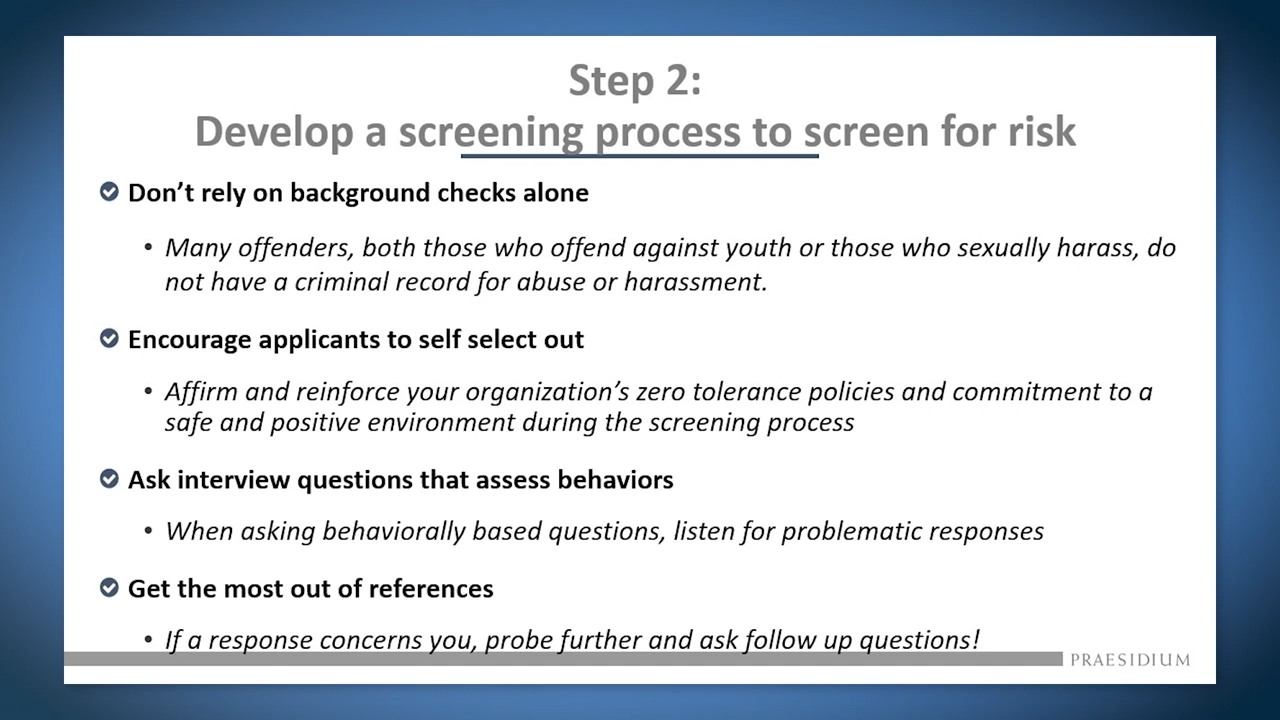 Step 2:
Develop a screening process to screen for risk
Don’t rely on background checks alone
• Many offenders, both those who offend against youth or those who sexually harass, do
not have a criminal record for abuse or harassment.
Encourage applicants to self select out
• Affirm and reinforce your organization’s zero tolerance policies and commitment to a
safe and positive environment during the screening process
Ask interview questions that assess behaviors
• When asking behaviorally based questions, listen for problematic responses
Get the most out of references
• If a response concerns you, probe further and ask follow up questions!
PRAESIDIUM